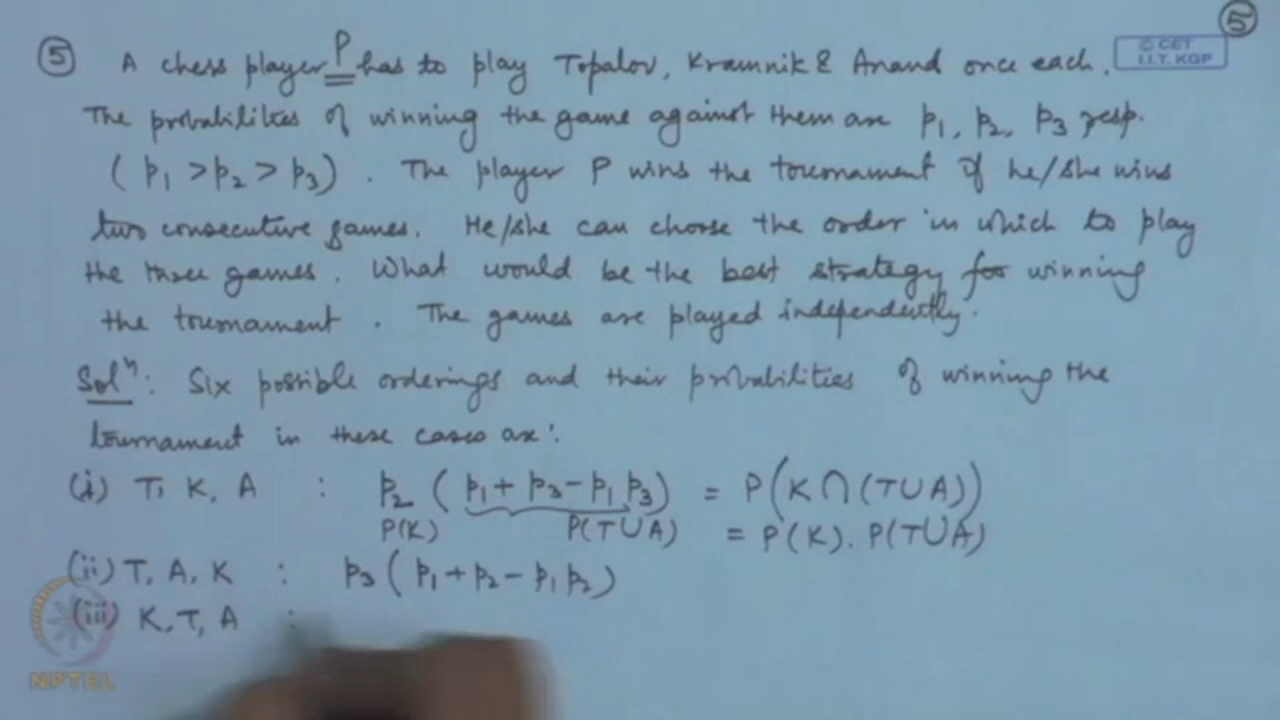 5
© CET
I.I.T. KGP
5 A chess player P has to play Topalov, Kramnik & Anand once each.
The probabilities of winning the game against them are p₁, p₂, p₃ resp.
( p₁ > p₂ > p₃ ) . The player P wins the tournament if he/she wins
two consecutive games. He/she can choose the order in which to play
the three games. What would be the best strategy for winning
the tournament . The games are played independently.
Solⁿ: Six possible orderings and their probabilities of winning the
tournament in these cases are:
(i) T, K, A : p₂ ( p₁ + p₃ - p₁ p₃ ) = P(K ∩ (T ∪ A))
P(K) P(T ∪ A) = P(K). P(T ∪ A)
(ii) T, A, K : p₃ ( p₁ + p₂ - p₁ p₂ )
(iii) K, T, A :
NPTEL